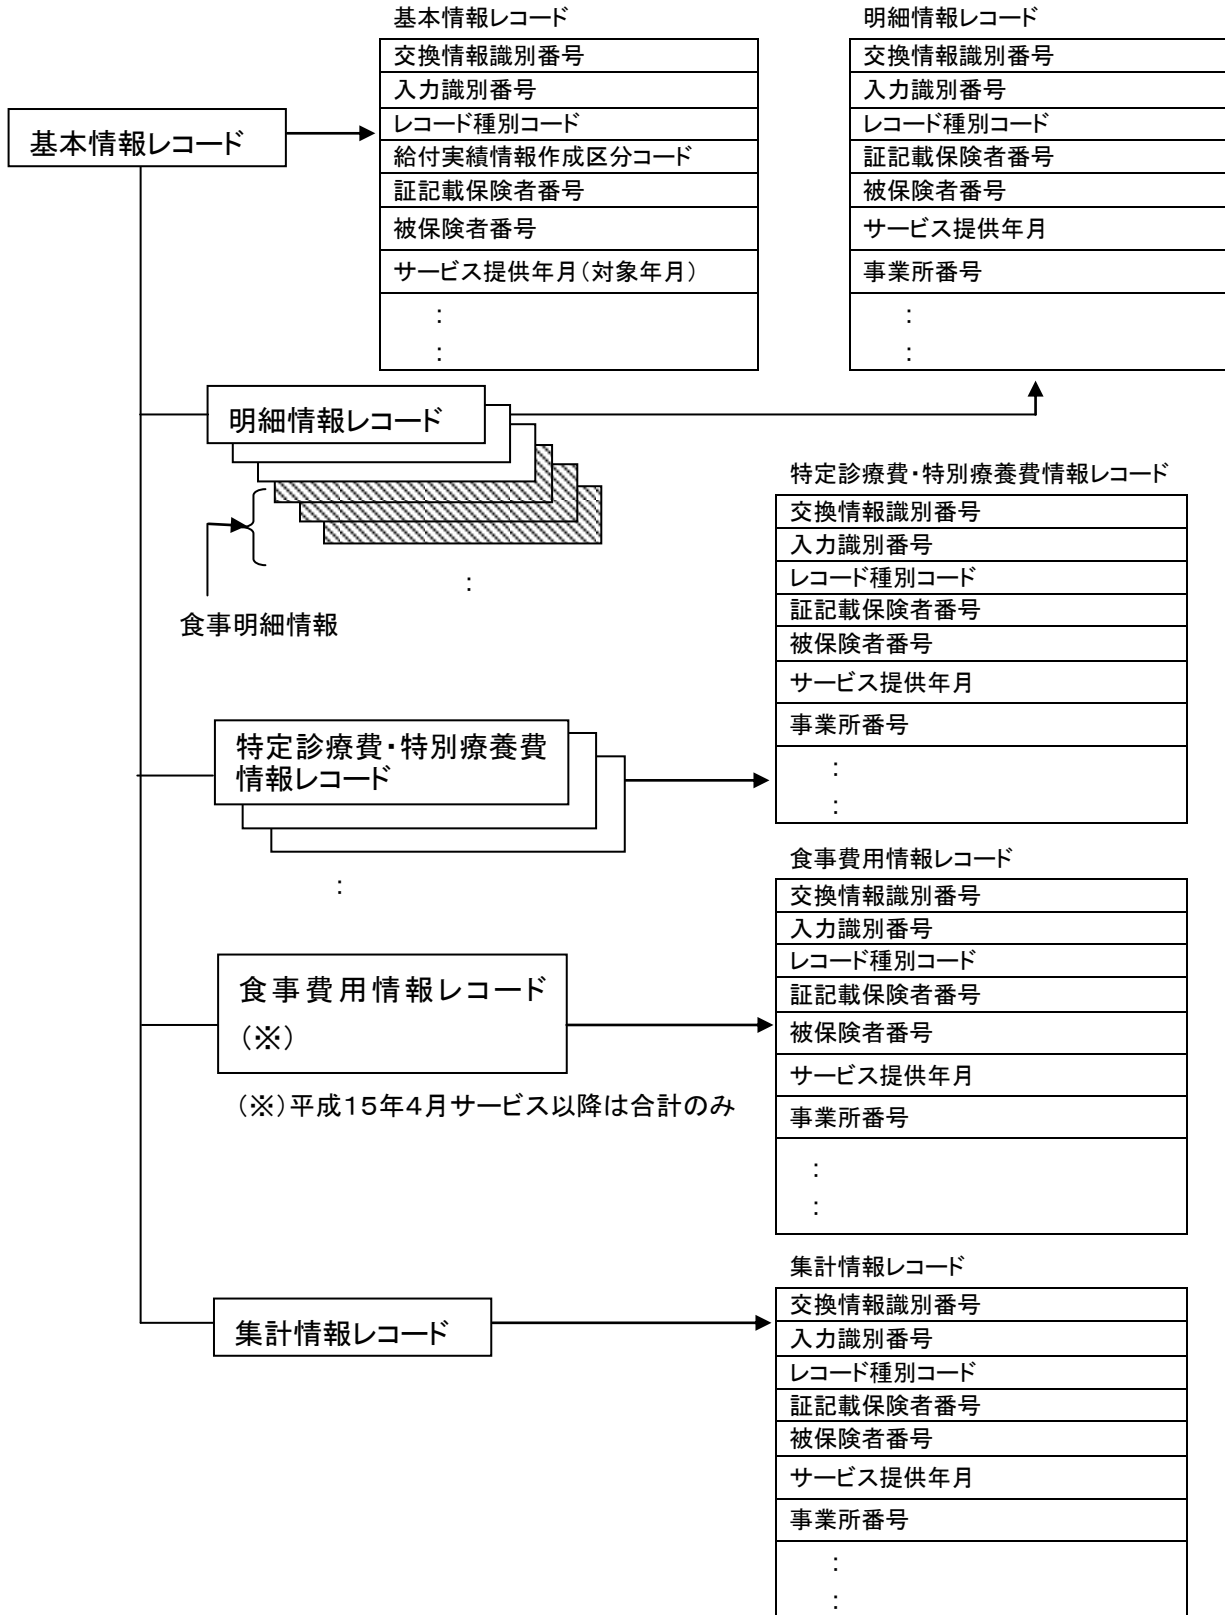 基本情報レコード
基本情報レコード
交換情報識別番号
入力識別番号
レコード種別コード
給付実績情報作成区分コード
証記載保険者番号
被保険者番号
サービス提供年月(対象年月)
:
:
明細情報レコード
交換情報識別番号
入力識別番号
レコード種別コード
証記載保険者番号
被保険者番号
サービス提供年月
事業所番号
:
:
明細情報レコード
食事明細情報
:
特定診療費・特別療養費情報レコード
交換情報識別番号
入力識別番号
レコード種別コード
証記載保険者番号
被保険者番号
サービス提供年月
事業所番号
:
:
特定診療費・特別療養費
情報レコード
:
食事費用情報レコード
交換情報識別番号
入力識別番号
レコード種別コード
証記載保険者番号
被保険者番号
サービス提供年月
事業所番号
:
:
食事費用情報レコード
(※)
(※)平成15年4月サービス以降は合計のみ
集計情報レコード
集計情報レコード
交換情報識別番号
入力識別番号
レコード種別コード
証記載保険者番号
被保険者番号
サービス提供年月
事業所番号
:
: